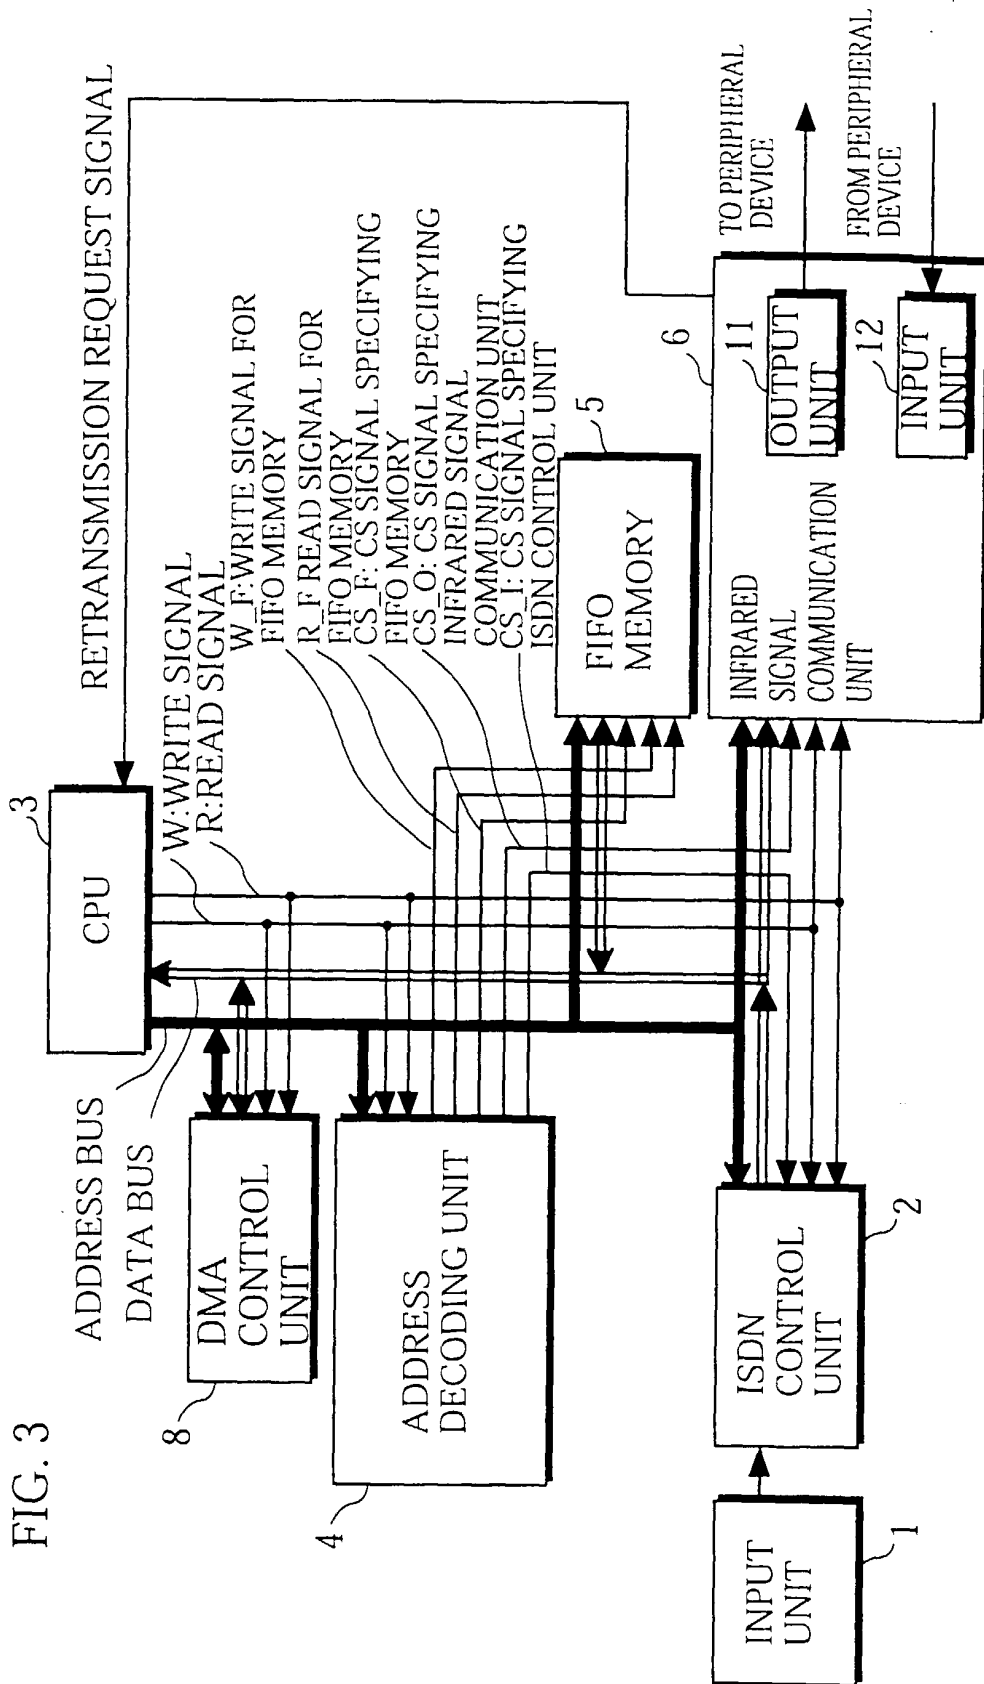 FIG. 3
RETRANSMISSION REQUEST SIGNAL
3
CPU
W:WRITE SIGNAL
R:READ SIGNAL
ADDRESS BUS
DATA BUS
W_F:WRITE SIGNAL FOR
FIFO MEMORY
R_F READ SIGNAL FOR
FIFO MEMORY
CS_F: CS SIGNAL SPECIFYING
FIFO MEMORY
CS_O: CS SIGNAL SPECIFYING
INFRARED SIGNAL
COMMUNICATION UNIT
CS_I: CS SIGNAL SPECIFYING
ISDN CONTROL UNIT
8
DMA
CONTROL
UNIT
4
ADDRESS
DECODING UNIT
5
FIFO
MEMORY
6
INFRARED
SIGNAL
COMMUNICATION
UNIT
11
OUTPUT
UNIT
12
INPUT
UNIT
TO PERIPHERAL
DEVICE
FROM PERIPHERAL
DEVICE
1
INPUT
UNIT
2
ISDN
CONTROL
UNIT